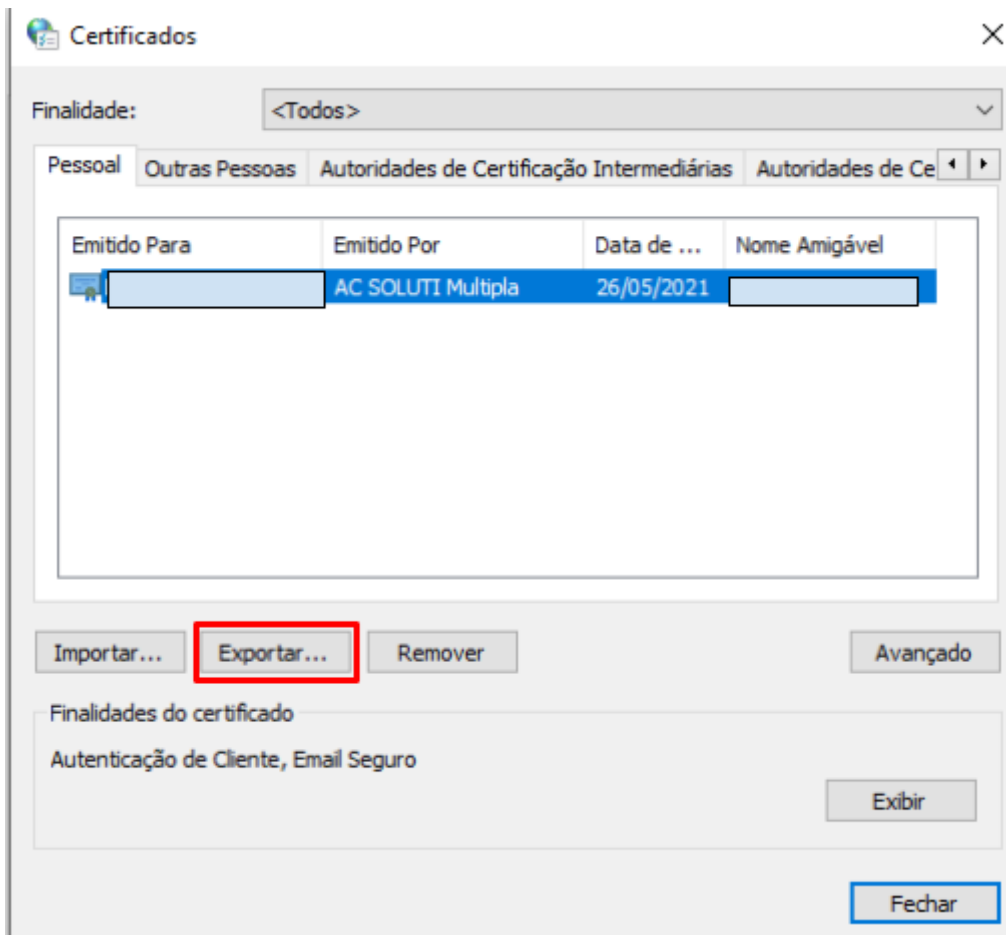 Certificados
Finalidade: <Todos>
Pessoal Outras Pessoas Autoridades de Certificação Intermediárias Autoridades de Ce
Emitido Para Emitido Por Data de ... Nome Amigável
AC SOLUTI Multipla 26/05/2021
Importar... Exportar... Remover Avançado
Finalidades do certificado
Autenticação de Cliente, Email Seguro
Exibir
Fechar